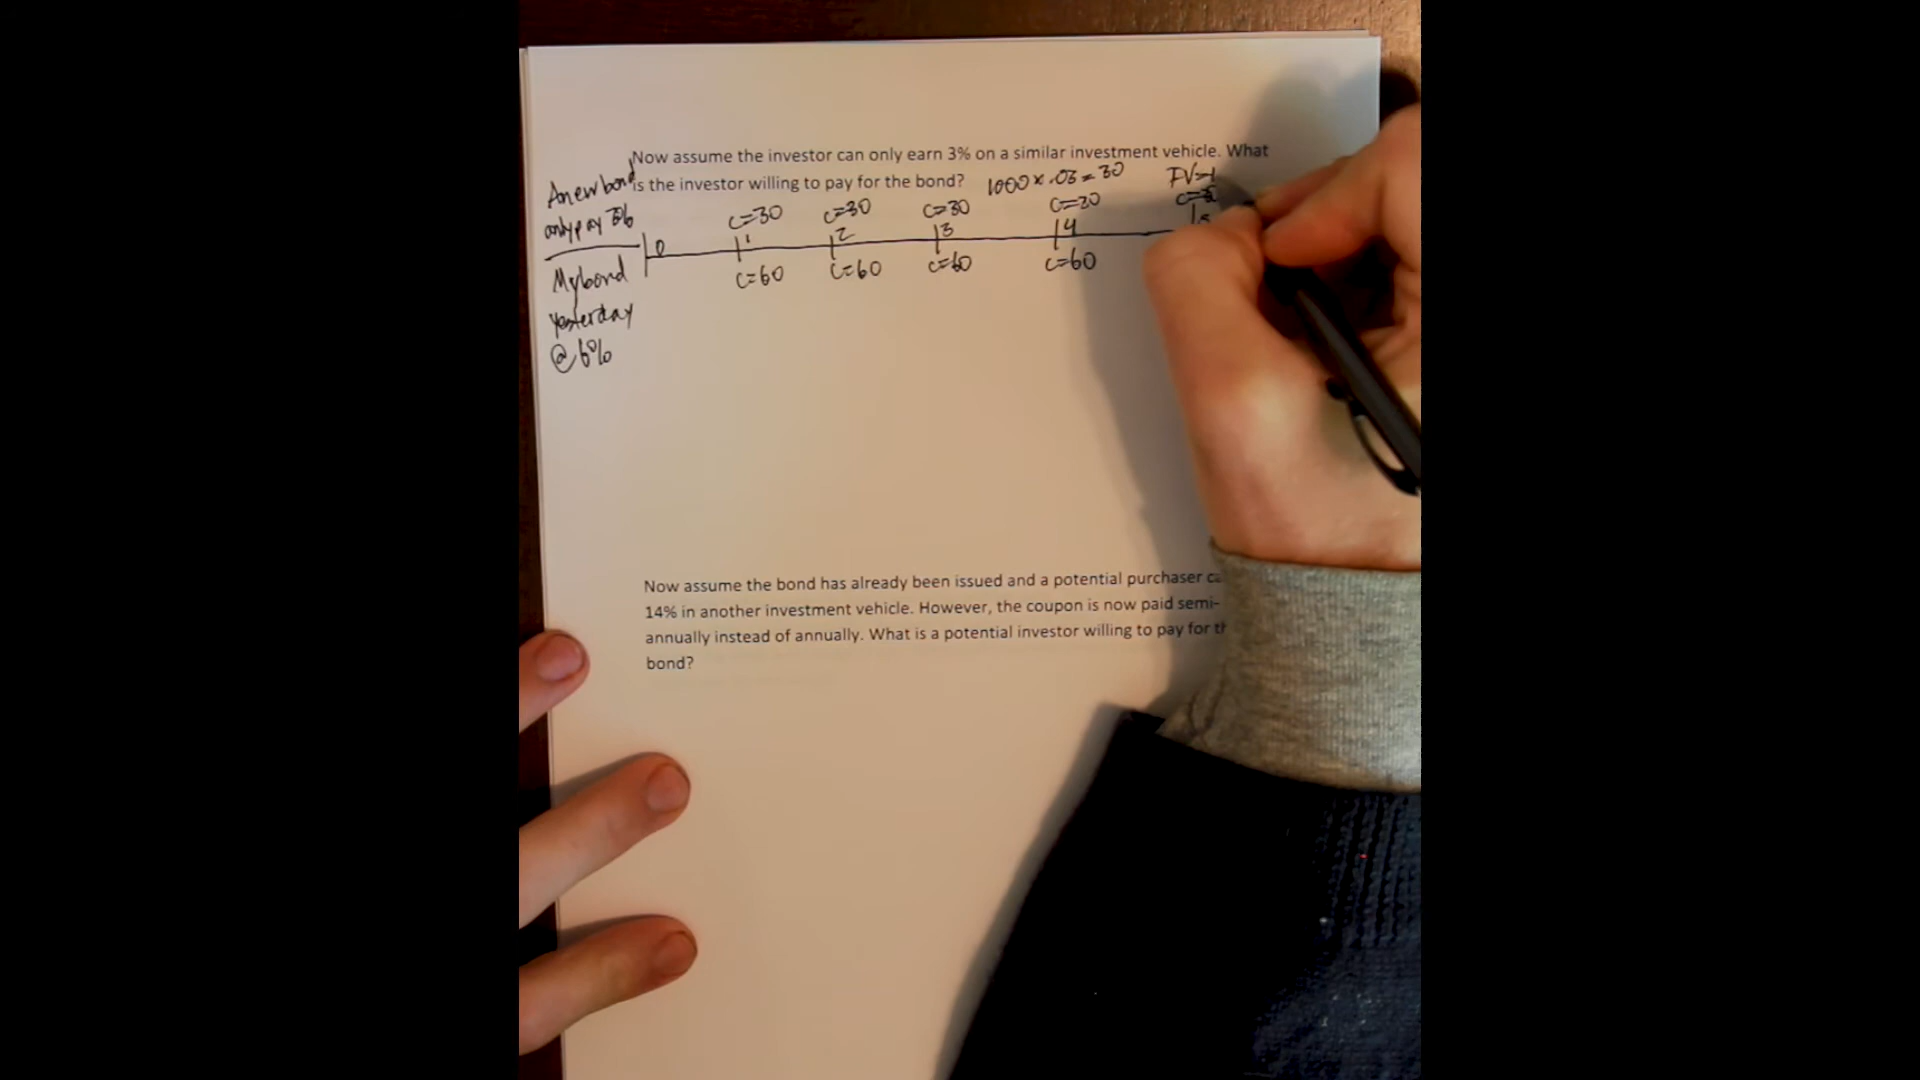 Now assume the investor can only earn 3% on a similar investment vehicle. What
is the investor willing to pay for the bond? 1000 x .03 = 30
A new bond
only pay 3%
C=30 C=30 C=30 C=30
0 1 2 3 4 5
C=60 C=60 C=60 C=60
My bond
yesterday
@ 6%
Now assume the bond has already been issued and a potential purchaser
14% in another investment vehicle. However, the coupon is now paid semi-
annually instead of annually. What is a potential investor willing to pay for
bond?